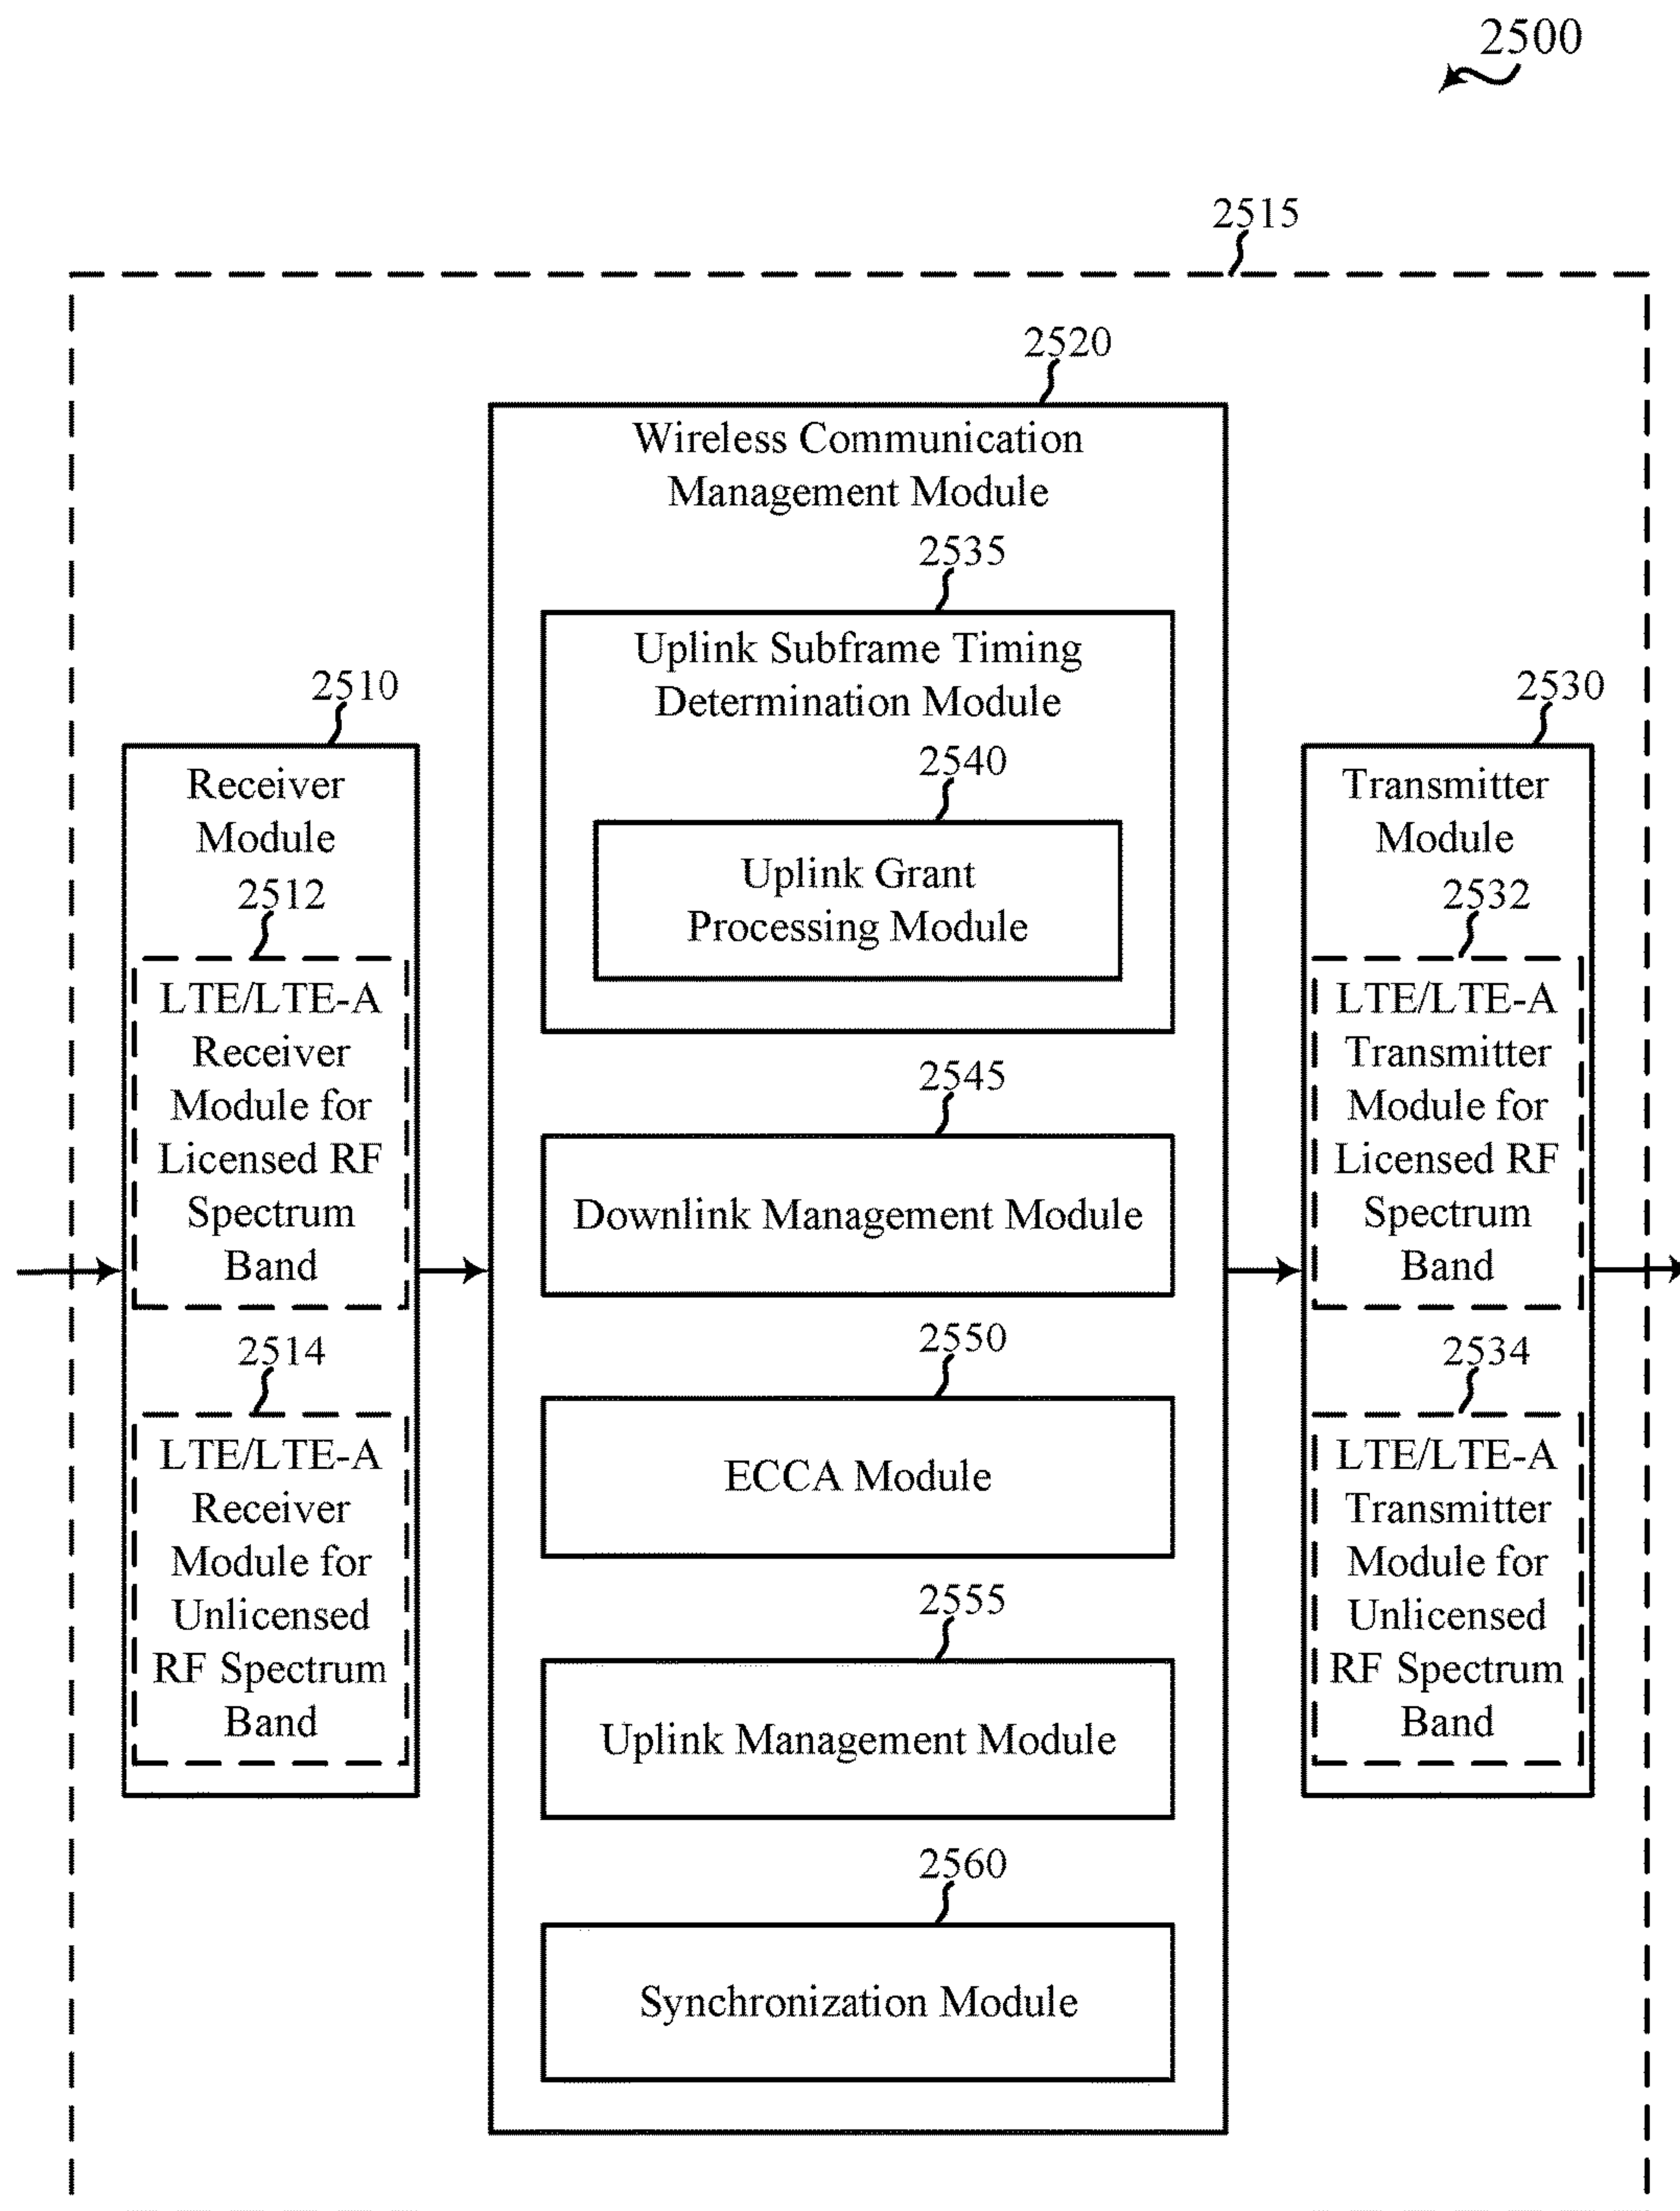 2500
2515
2520
Wireless Communication
Management Module
2535
Uplink Subframe Timing
Determination Module
2540
Uplink Grant
Processing Module
2545
Downlink Management Module
2550
ECCA Module
2555
Uplink Management Module
2560
Synchronization Module
2510
Receiver
Module
2512
LTE/LTE-A
Receiver
Module for
Licensed RF
Spectrum
Band
2514
LTE/LTE-A
Receiver
Module for
Unlicensed
RF Spectrum
Band
2530
Transmitter
Module
2532
LTE/LTE-A
Transmitter
Module for
Licensed RF
Spectrum
Band
2534
LTE/LTE-A
Transmitter
Module for
Unlicensed
RF Spectrum
Band